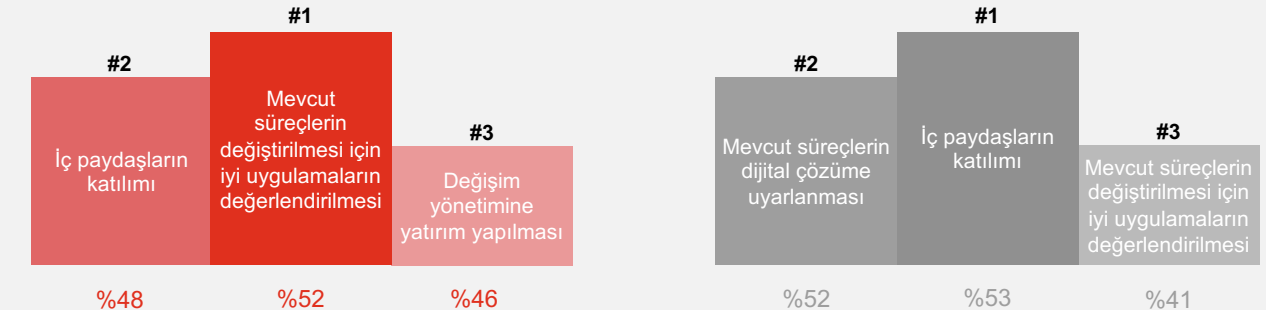 #1
#2
#3
İç paydaşların
katılımı
Mevcut
süreçlerin
değiştirilmesi için
iyi uygulamaların
değerlendirilmesi
Değişim
yönetimine
yatırım yapılması
%48
%52
%46
#1
#2
#3
Mevcut süreçlerin
dijital çözüme
uyarlanması
İç paydaşların
katılımı
Mevcut süreçlerin
değiştirilmesi için
iyi uygulamaların
değerlendirilmesi
%52
%53
%41